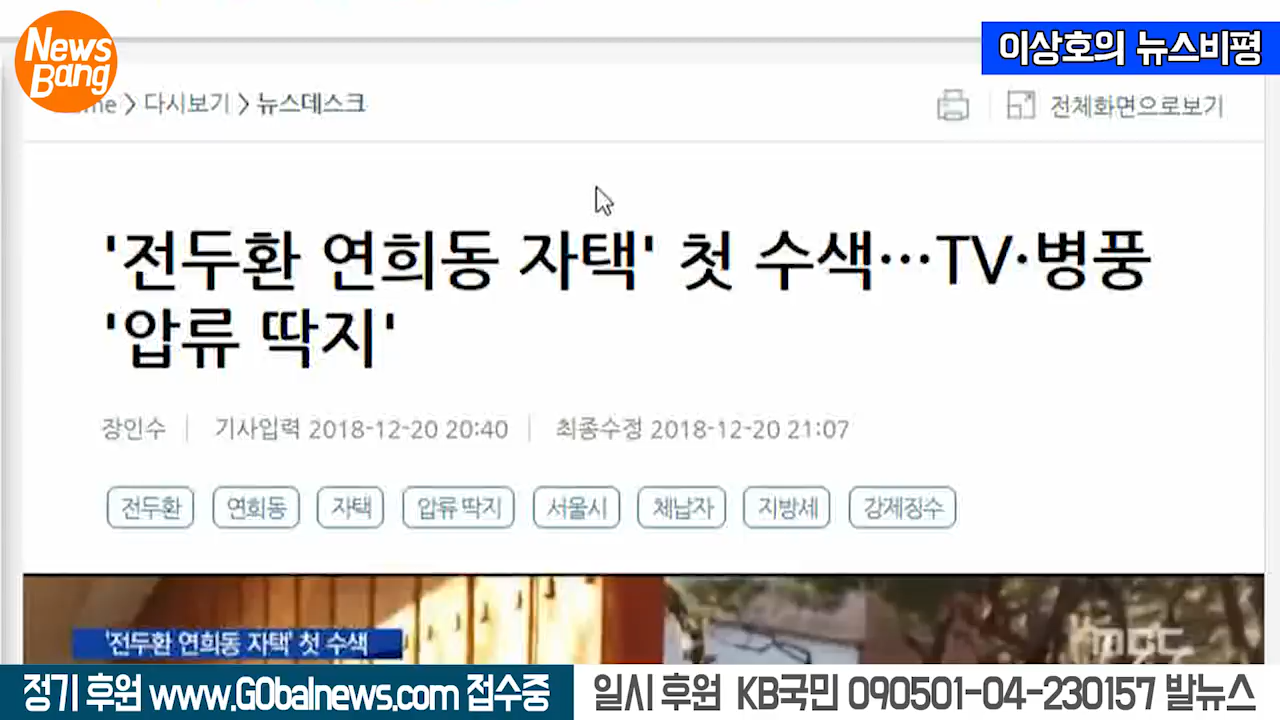 News
Bang
이상호의 뉴스비평
me > 다시보기 > 뉴스데스크
전체화면으로보기
'전두환 연희동 자택' 첫 수색…TV·병풍
'압류 딱지'
장인수 | 기사입력 2018-12-20 20:40 | 최종수정 2018-12-20 21:07
전두환 연희동 자택 압류 딱지 서울시 체납자 지방세 강제징수
'전두환 연희동 자택' 첫 수색
imbc
정기 후원 www.GObalnews.com 접수중
일시 후원 KB국민 090501-04-230157 발뉴스